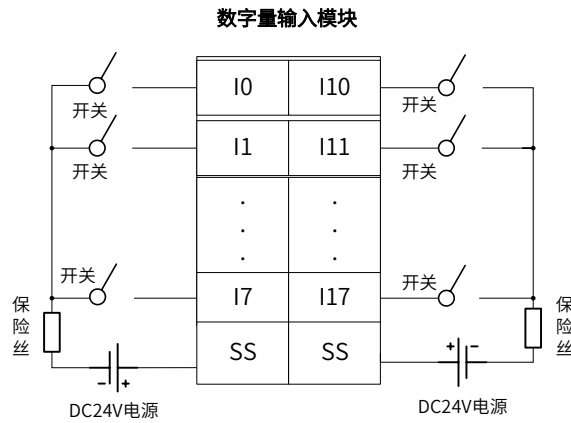 数字量输入模块
I0 I10
开关 开关
I1 I11
开关 开关
. .
. .
. .
开关 开关
I7 I17
保险丝 保险丝
SS SS
+ −
− +
DC24V电源 DC24V电源